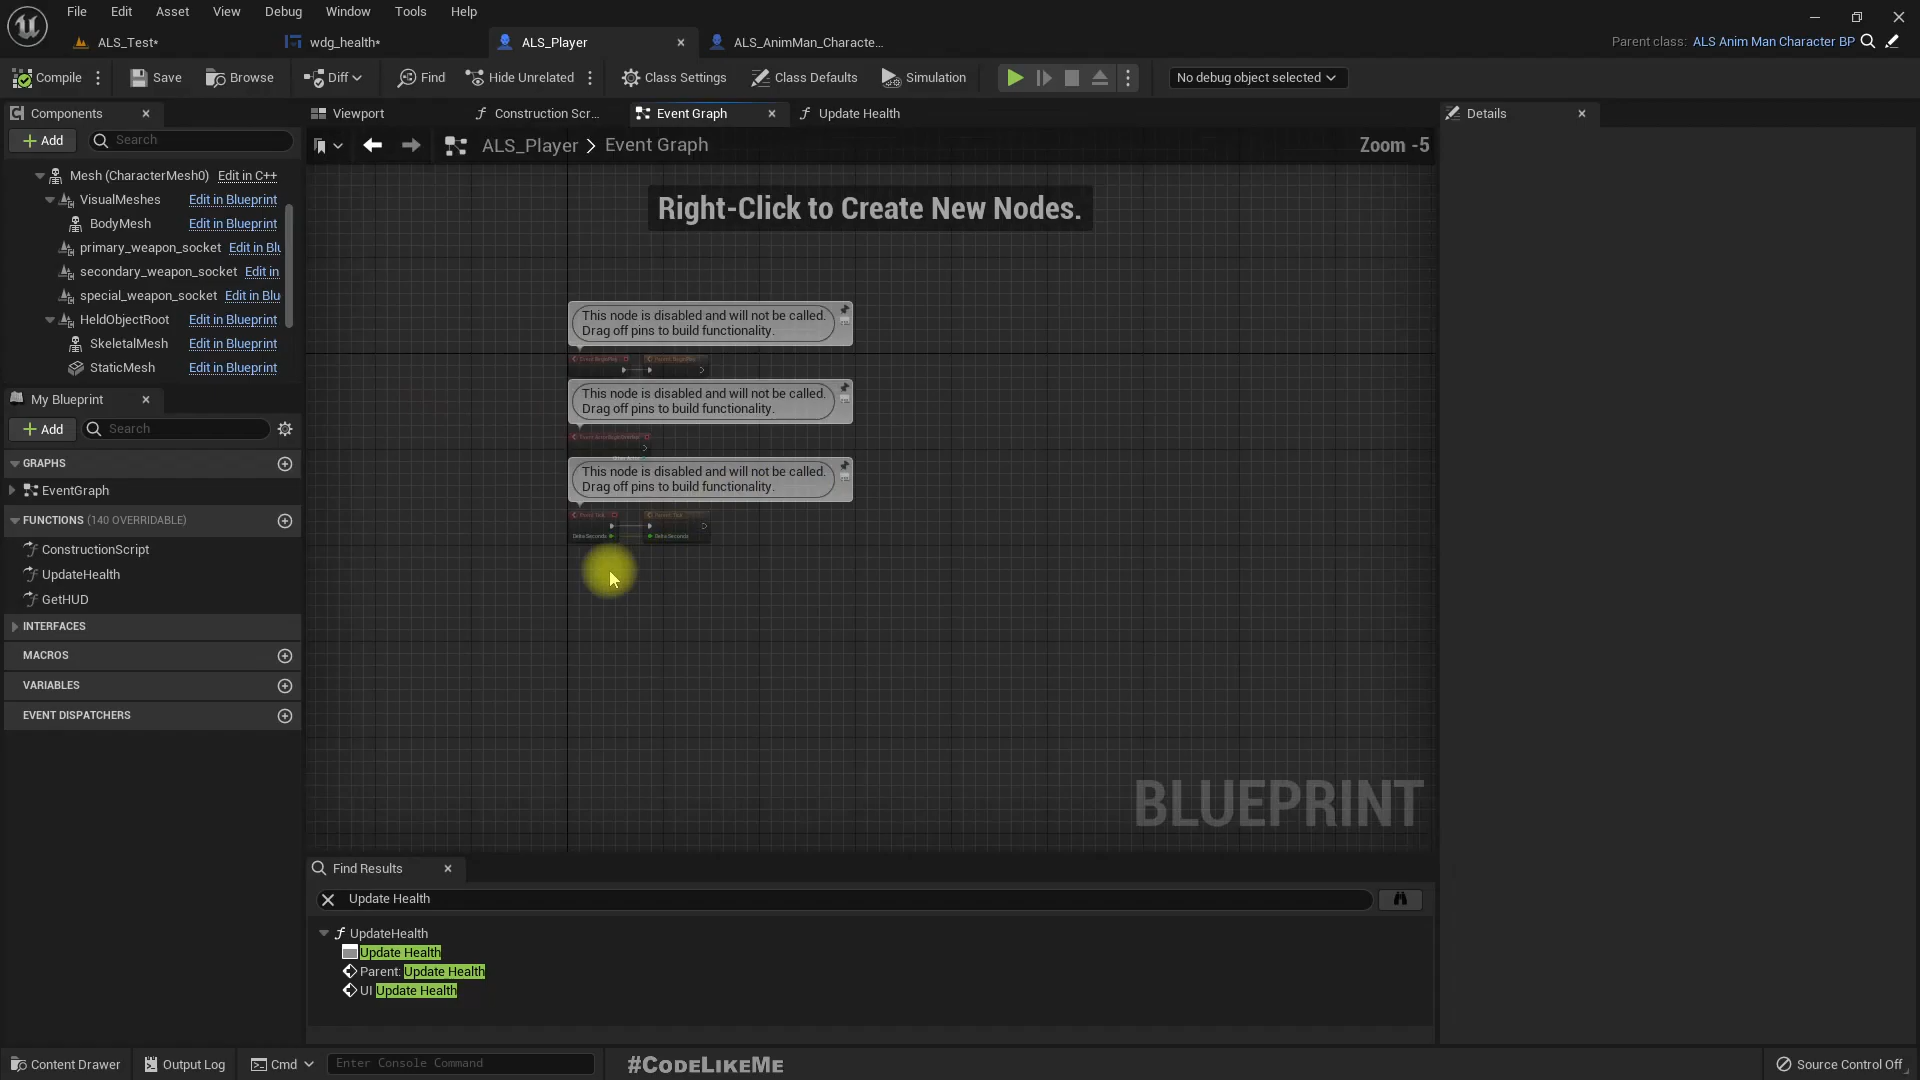 File Edit Asset View Debug Window Tools Help
ALS_Test* wdg_health* ALS_Player ALS_AnimMan_Characte... Parent class: ALS Anim Man Character BP
Compile Save Browse Diff Find Hide Unrelated Class Settings Class Defaults Simulation No debug object selected
Components Viewport Construction Scr... Event Graph Update Health Details
Add Search ALS_Player > Event Graph Zoom -5
Mesh (CharacterMesh0) Edit in C++
VisualMeshes Edit in Blueprint
BodyMesh Edit in Blueprint
primary_weapon_socket Edit in Blu
secondary_weapon_socket Edit in
special_weapon_socket Edit in Blu
HeldObjectRoot Edit in Blueprint
SkeletalMesh Edit in Blueprint
StaticMesh Edit in Blueprint
Right-Click to Create New Nodes.
This node is disabled and will not be called.
Drag off pins to build functionality.
This node is disabled and will not be called.
Drag off pins to build functionality.
This node is disabled and will not be called.
Drag off pins to build functionality.
Delta Seconds Delta Seconds
BLUEPRINT
My Blueprint
Add Search
GRAPHS
EventGraph
FUNCTIONS (140 OVERRIDABLE)
ConstructionScript
UpdateHealth
GetHUD
INTERFACES
MACROS
VARIABLES
EVENT DISPATCHERS
Find Results
Update Health
UpdateHealth
Update Health
Parent: Update Health
UI Update Health
Content Drawer Output Log Cmd Enter Console Command #CODELIKEME Source Control Off